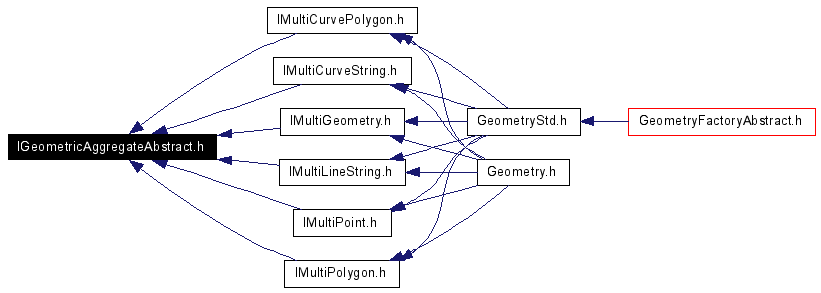 IMultiCurvePolygon.h
IMultiCurveString.h
IMultiGeometry.h
GeometryStd.h
GeometryFactoryAbstract.h
IGeometricAggregateAbstract.h
IMultiLineString.h
Geometry.h
IMultiPoint.h
IMultiPolygon.h